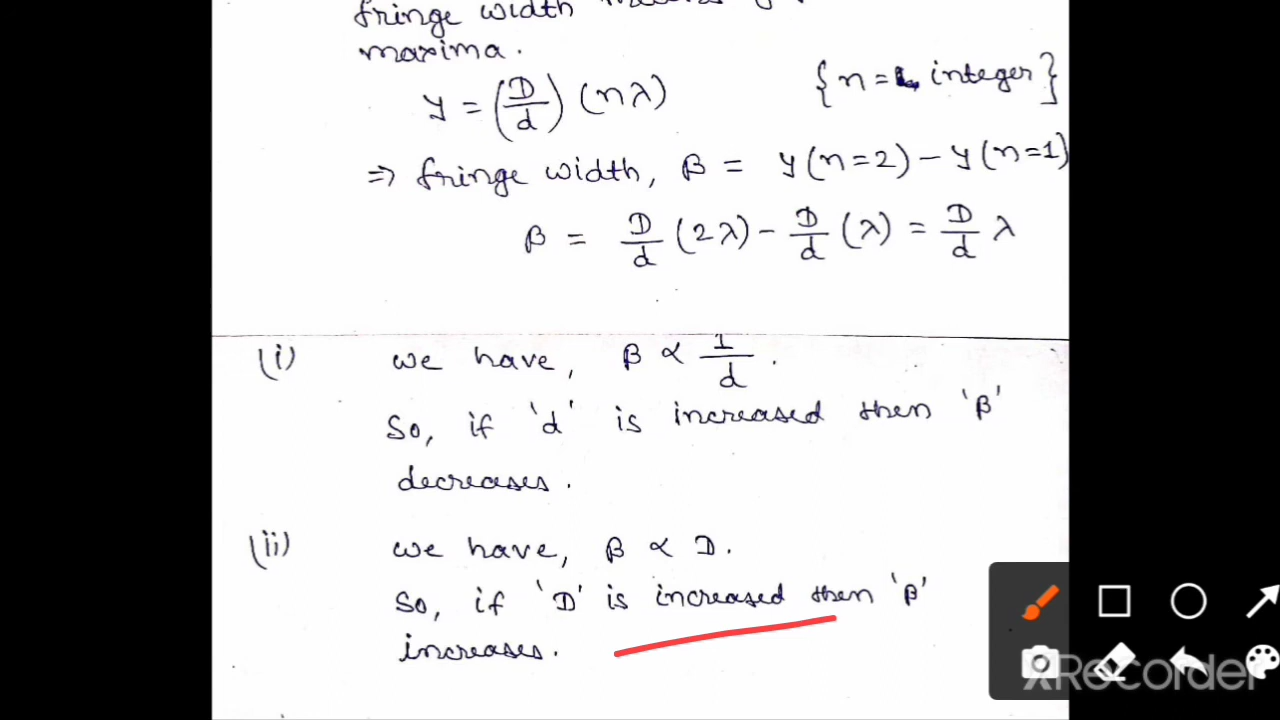 fringe width
maxima.
y = (D/d) (nλ) {n = integer}
⇒ fringe width, β = y(n=2) − y(n=1)
β = D/d (2λ) − D/d (λ) = D/d λ
(i) we have, β ∝ 1/d.
So, if 'd' is increased then 'β'
decreases.
(ii) we have, β ∝ D.
So, if 'D' is increased then 'β'
increases.
XRecorder